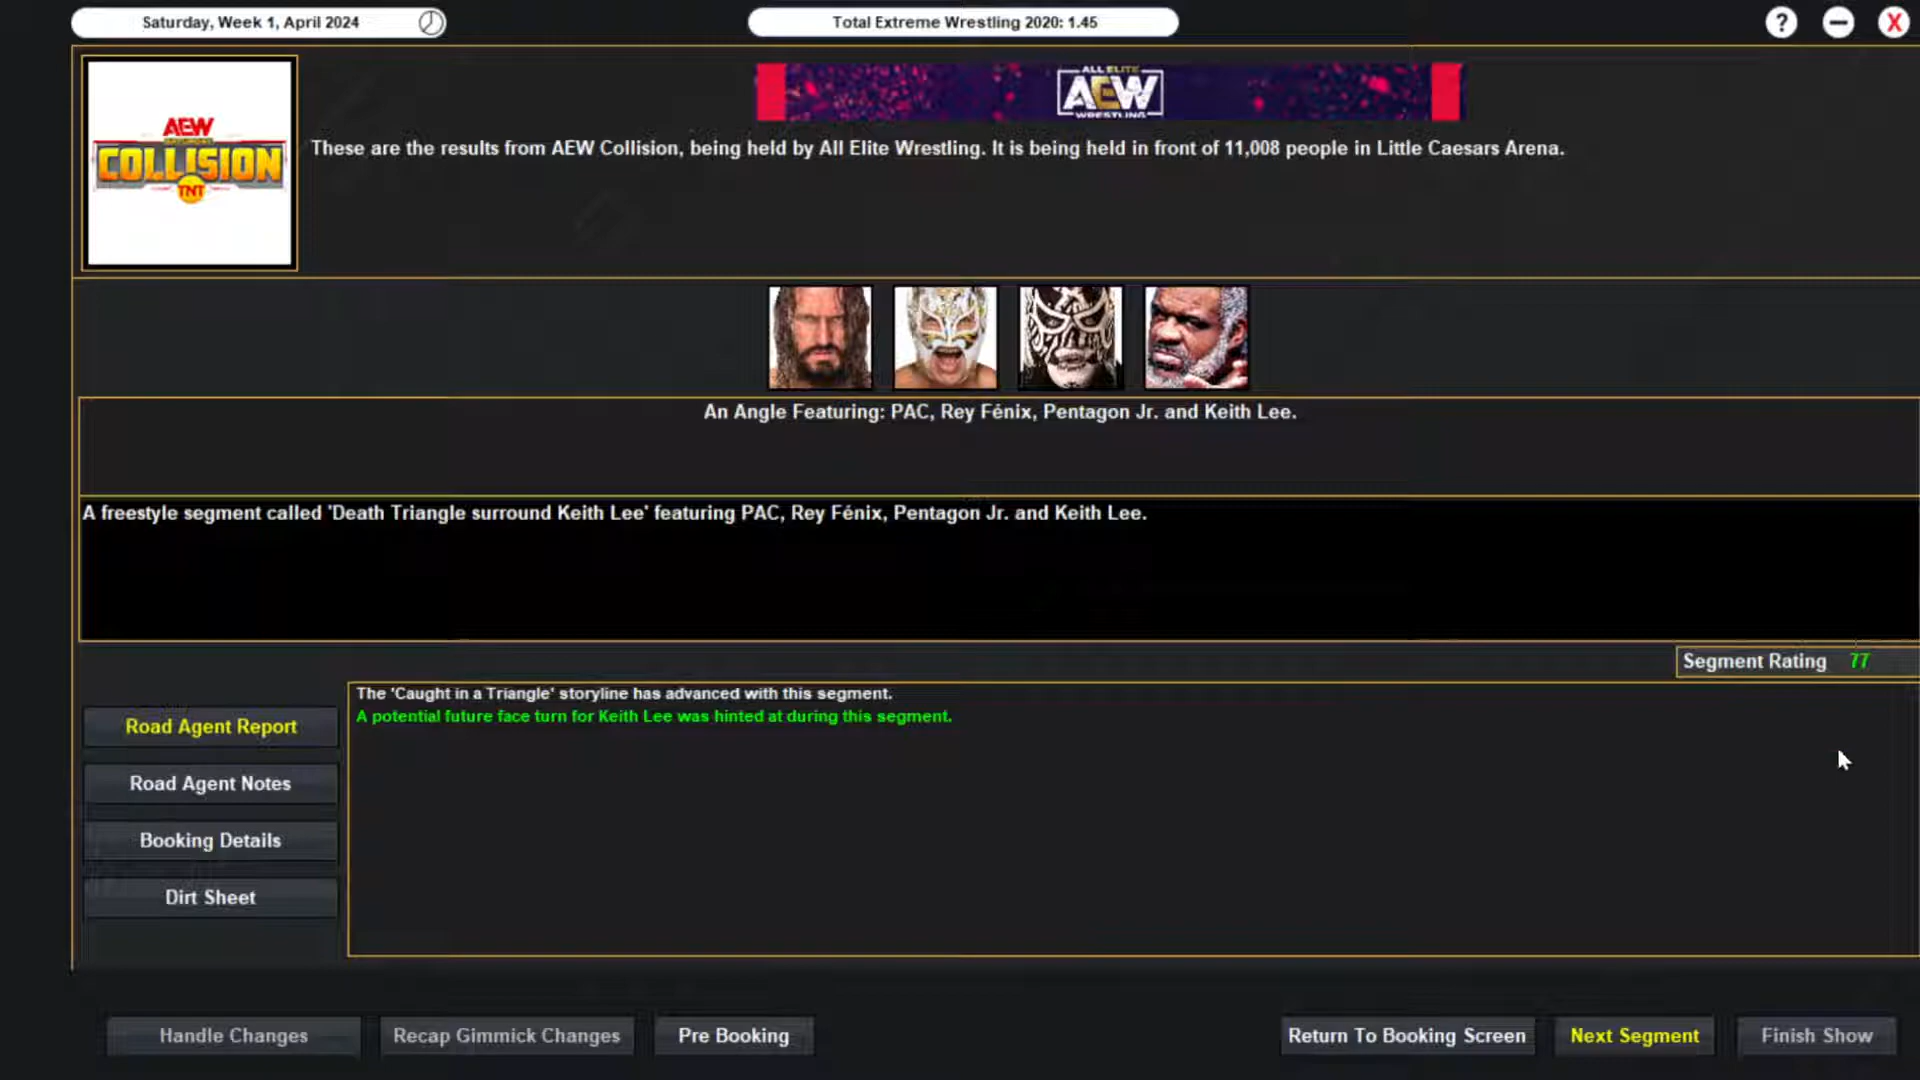 Saturday, Week 1, April 2024
Total Extreme Wrestling 2020: 1.45
?
X
ALL ELITE
AEW
WRESTLING
AEW
COLLISION
TNT
These are the results from AEW Collision, being held by All Elite Wrestling. It is being held in front of 11,008 people in Little Caesars Arena.
An Angle Featuring: PAC, Rey Fénix, Pentagon Jr. and Keith Lee.
A freestyle segment called 'Death Triangle surround Keith Lee' featuring PAC, Rey Fénix, Pentagon Jr. and Keith Lee.
Segment Rating 77
The 'Caught in a Triangle' storyline has advanced with this segment.
A potential future face turn for Keith Lee was hinted at during this segment.
Road Agent Report
Road Agent Notes
Booking Details
Dirt Sheet
Handle Changes
Recap Gimmick Changes
Pre Booking
Return To Booking Screen
Next Segment
Finish Show